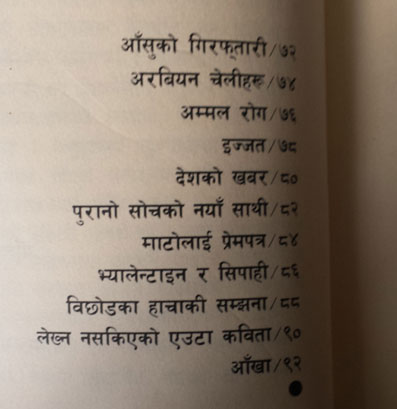 आँसुको गिरफ्तारी/७२
अरबियन चेलीहरू/७४
अम्मल रोग/७६
इज्जत/७८
देशको खबर/८०
पुरानो सोचको नयाँ साथी/८२
माटोलाई प्रेमपत्र/८४
भ्यालेन्टाइन र सिपाही/८६
विछोडका हाचाकी सम्झना/८८
लेख्न नसकिएको एउटा कविता/९०
आँखा/९२